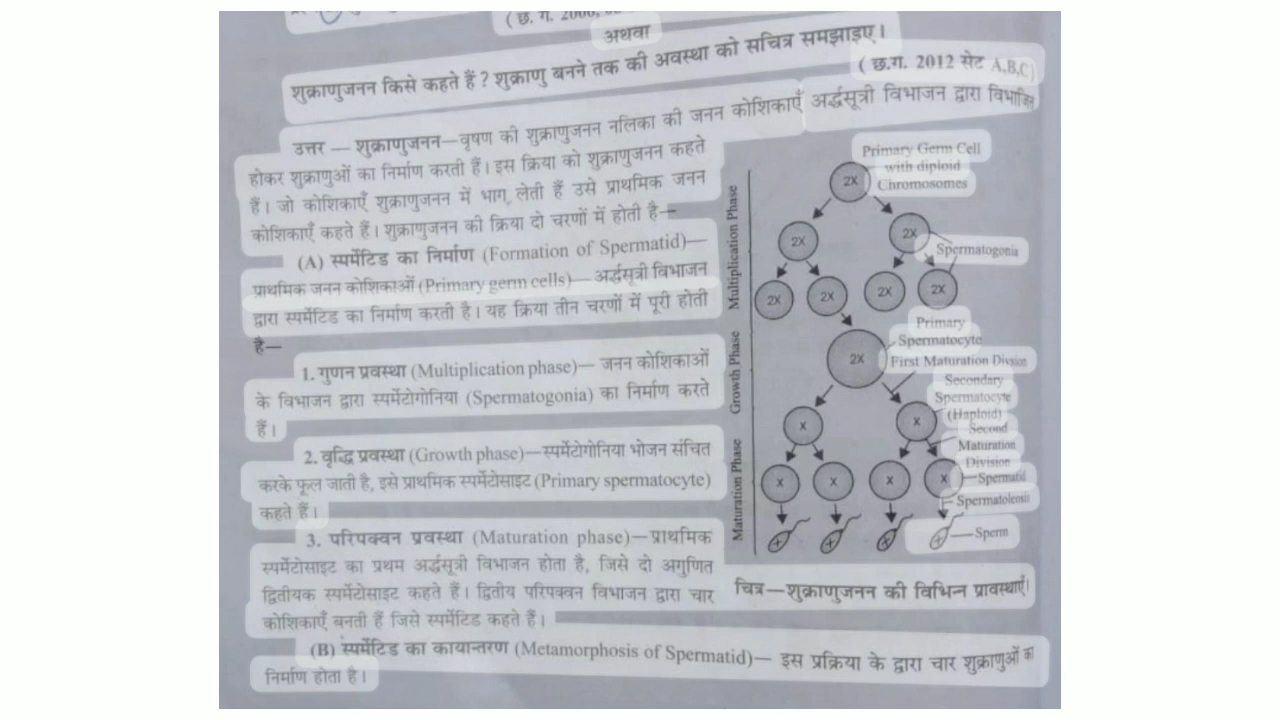 ( छ. ग. 2006,
अथवा
शुक्राणुजनन किसे कहते हैं ? शुक्राणु बनने तक की अवस्था को सचित्र समझाइए।
( छ.ग. 2012 सेट A,B,C)
उत्तर — शुक्राणुजनन—वृषण की शुक्राणुजनन नलिका की जनन कोशिकाएँ अर्द्धसूत्री विभाजन द्वारा विभाजित
होकर शुक्राणुओं का निर्माण करती हैं। इस क्रिया को शुक्राणुजनन कहते
हैं। जो कोशिकाएँ शुक्राणुजनन में भाग लेती हैं उसे प्राथमिक जनन
कोशिकाएँ कहते हैं। शुक्राणुजनन की क्रिया दो चरणों में होती है—
(A) स्पर्मेटिड का निर्माण (Formation of Spermatid)—
प्राथमिक जनन कोशिकाओं (Primary germ cells)— अर्द्धसूत्री विभाजन
द्वारा स्पर्मेटिड का निर्माण करती है। यह क्रिया तीन चरणों में पूरी होती
है—
1. गुणन प्रवस्था (Multiplication phase)— जनन कोशिकाओं
के विभाजन द्वारा स्पर्मेटोगोनिया (Spermatogonia) का निर्माण करते
हैं।
2. वृद्धि प्रवस्था (Growth phase)—स्पर्मेटोगोनिया भोजन संचित
करके फूल जाती है, इसे प्राथमिक स्पर्मेटोसाइट (Primary spermatocyte)
कहते हैं।
3. परिपक्वन प्रवस्था (Maturation phase)—प्राथमिक
स्पर्मेटोसाइट का प्रथम अर्द्धसूत्री विभाजन होता है, जिसे दो अगुणित
द्वितीयक स्पर्मेटोसाइट कहते हैं। द्वितीय परिपक्वन विभाजन द्वारा चार
कोशिकाएँ बनती हैं जिसे स्पर्मेटिड कहते हैं।
Primary Germ Cell
with diploid
Chromosomes
2X
2X 2X
Spermatogonia
2X 2X 2X 2X
Multiplication Phase
Primary
Spermatocyte
2X
First Maturation Divsion
Growth Phase
Secondary
Spermatocyte
(Haploid)
X X
Second
Maturation
Division
X X X X
Spermatid
Spermatoleosis
Maturation Phase
Sperm
चित्र—शुक्राणुजनन की विभिन्न प्रावस्थाएँ।
(B) स्पर्मेटिड का कायान्तरण (Metamorphosis of Spermatid)— इस प्रक्रिया के द्वारा चार शुक्राणुओं का
निर्माण होता है।